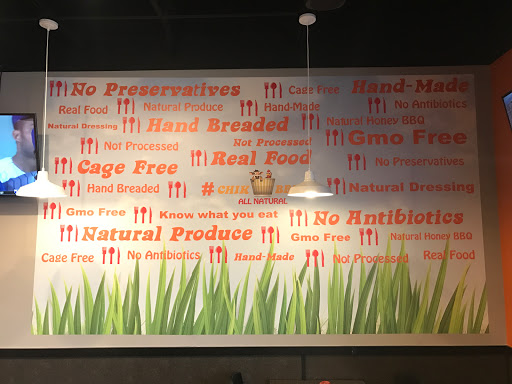 No Preservatives Cage Free Hand-Made
Real Food Natural Produce Hand-Made No Antibiotics
Natural Dressing Hand Breaded Natural Honey BBQ
Not Processed Not Processed Gmo Free
Cage Free Real Food No Preservatives
Hand Breaded # CHIK Natural Dressing
ALL NATURAL
Gmo Free Know what you eat No Antibiotics
Natural Produce Gmo Free Natural Honey BBQ
Cage Free No Antibiotics Hand-Made Not Processed Real Food